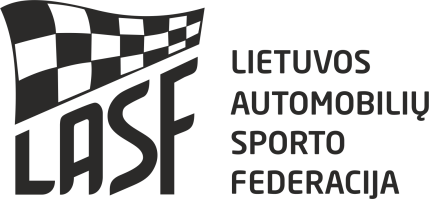 LASF
LIETUVOS
AUTOMOBILIŲ
SPORTO
FEDERACIJA